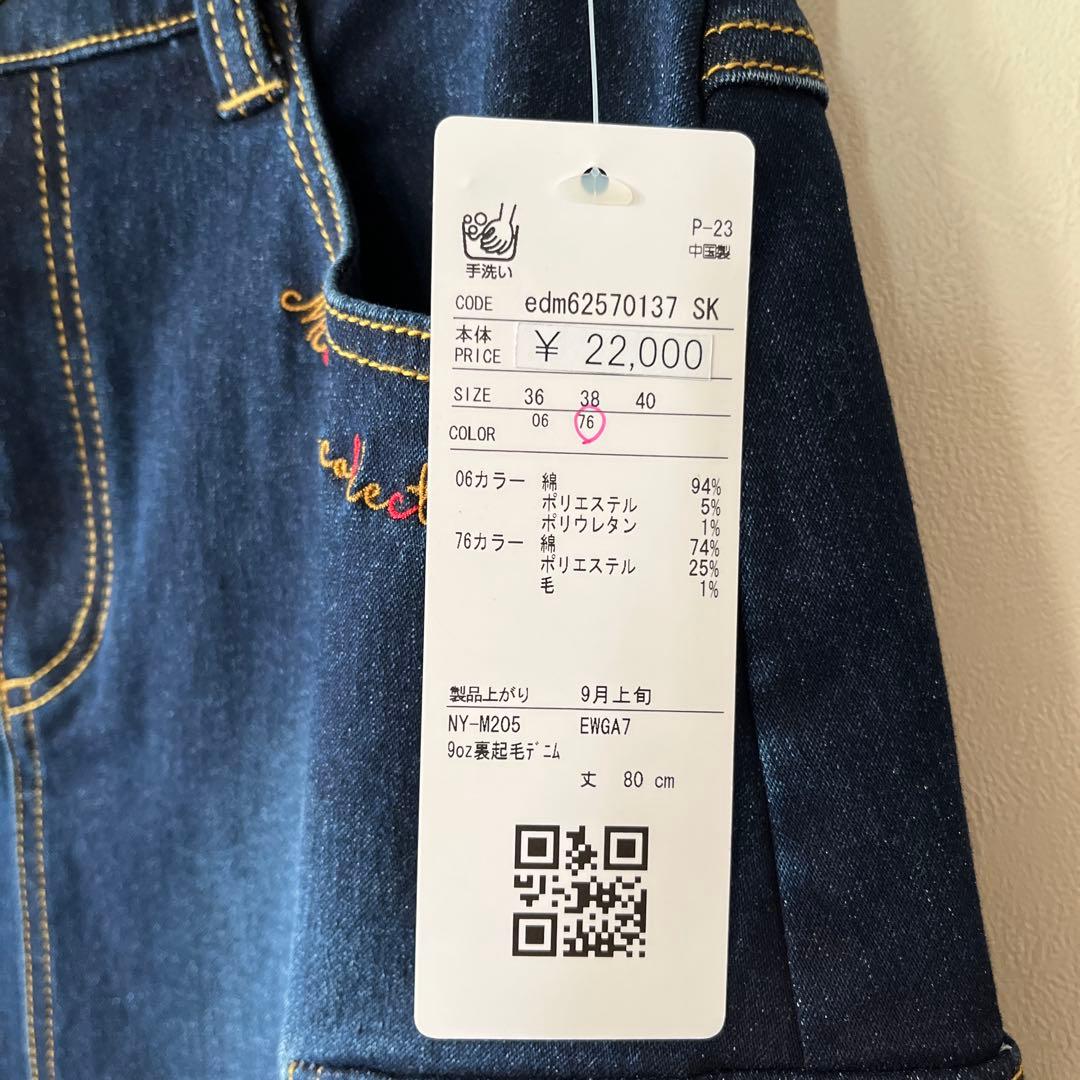 P-23
中国製
手洗い
CODE edm62570137 SK
本体
PRICE ¥ 22,000
SIZE 36 38 40
COLOR 06 76
06カラー 綿 94%
ポリエステル 5%
ポリウレタン 1%
76カラー 綿 74%
ポリエステル 25%
毛 1%
製品上がり 9月上旬
NY-M205 EWGA7
9oz裏起毛ﾃﾞﾆﾑ
丈 80 cm